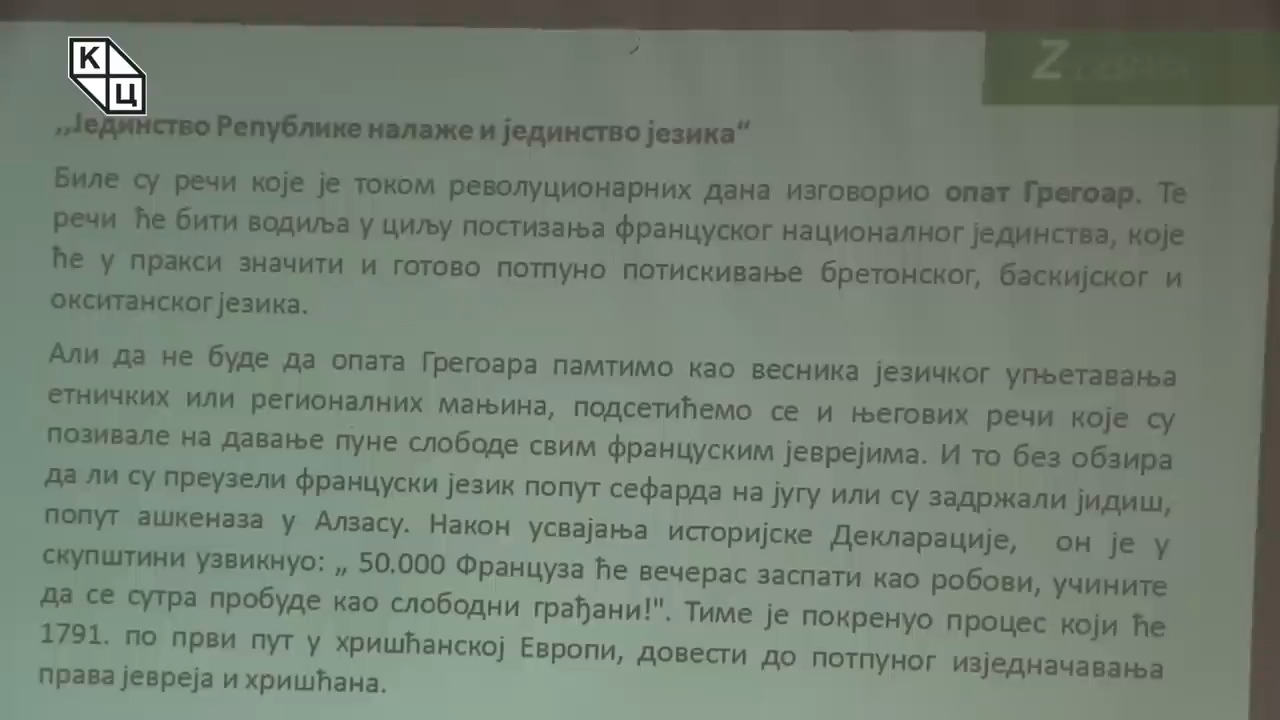 К
Ц
Z
,,Јединство Републике налаже и јединство језика“
Биле су речи које је током револуционарних дана изговорио опат Грегоар. Те
речи ће бити водиља у циљу постизања француског националног јединства, које
ће у пракси значити и готово потпуно потискивање бретонског, баскијског и
окситанског језика.
Али да не буде да опата Грегоара памтимо као весника језичког упњетавања
етничких или регионалних мањина, подсетићемо се и његових речи које су
позивале на давање пуне слободе свим француским јеврејима. И то без обзира
да ли су преузели француски језик попут сефарда на југу или су задржали јидиш,
попут ашкеназа у Алзасу. Након усвајања историјске Декларације, он је у
скупштини узвикнуо: „ 50.000 Француза ће вечерас заспати као робови, учините
да се сутра пробуде као слободни грађани!". Тиме је покренуо процес који ће
1791. по први пут у хришћанској Европи, довести до потпуног изједначавања
права јевреја и хришћана.